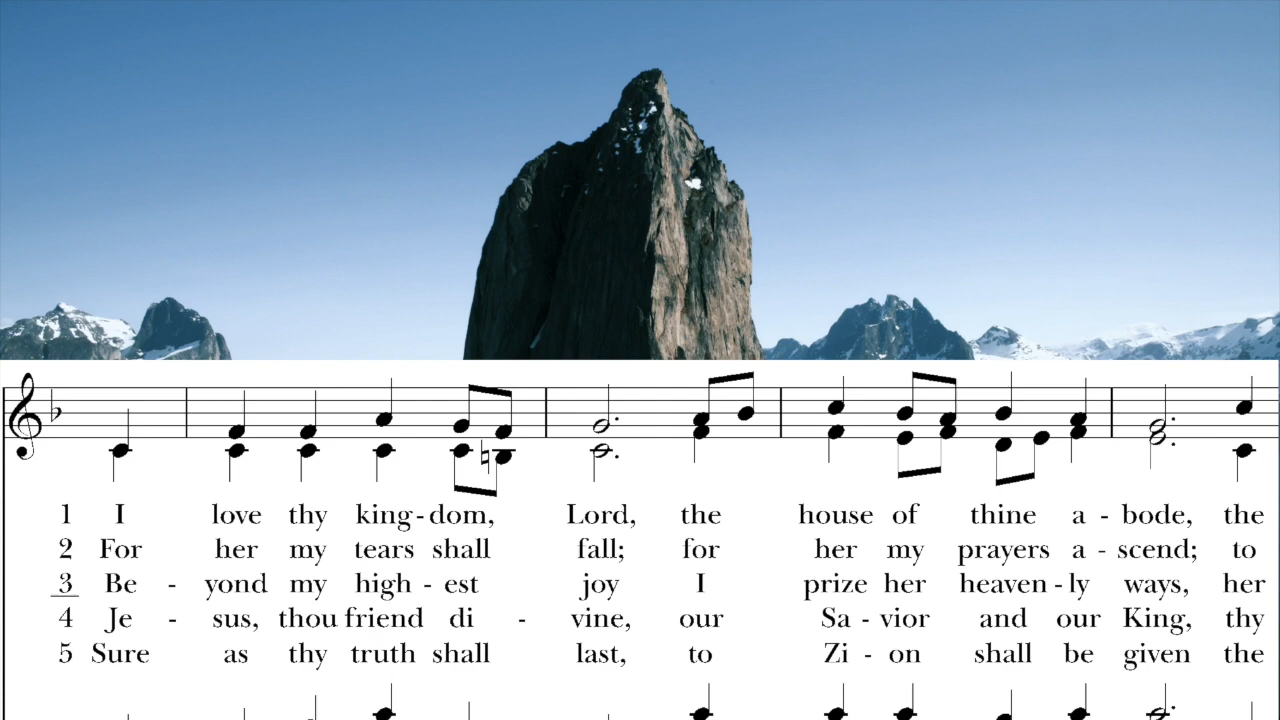 1 I love thy king-dom, Lord, the house of thine a - bode, the
2 For her my tears shall fall; for her my prayers a - scend; to
3 Be - yond my high - est joy I prize her heaven - ly ways, her
4 Je - sus, thou friend di - vine, our Sa - vior and our King, thy
5 Sure as thy truth shall last, to Zi - on shall be given the